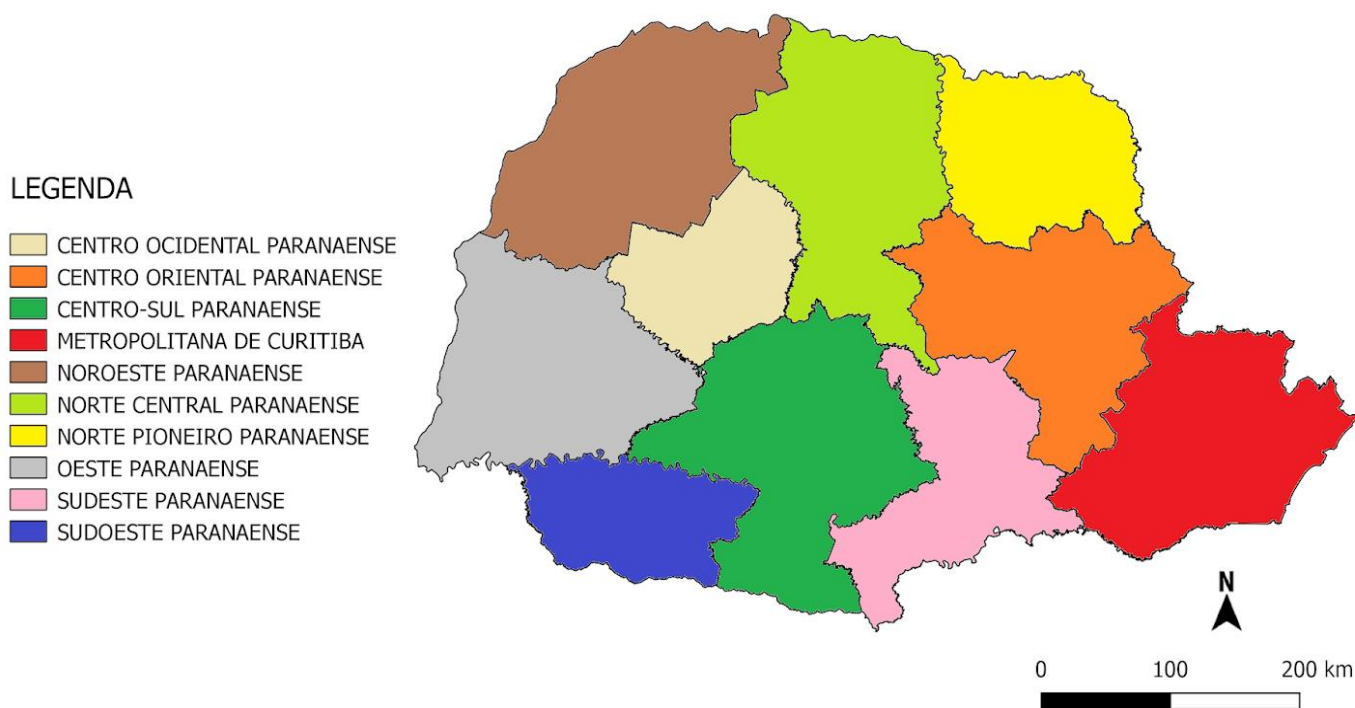 LEGENDA
CENTRO OCIDENTAL PARANAENSE
CENTRO ORIENTAL PARANAENSE
CENTRO-SUL PARANAENSE
METROPOLITANA DE CURITIBA
NOROESTE PARANAENSE
NORTE CENTRAL PARANAENSE
NORTE PIONEIRO PARANAENSE
OESTE PARANAENSE
SUDESTE PARANAENSE
SUDOESTE PARANAENSE
N
0 100 200 km